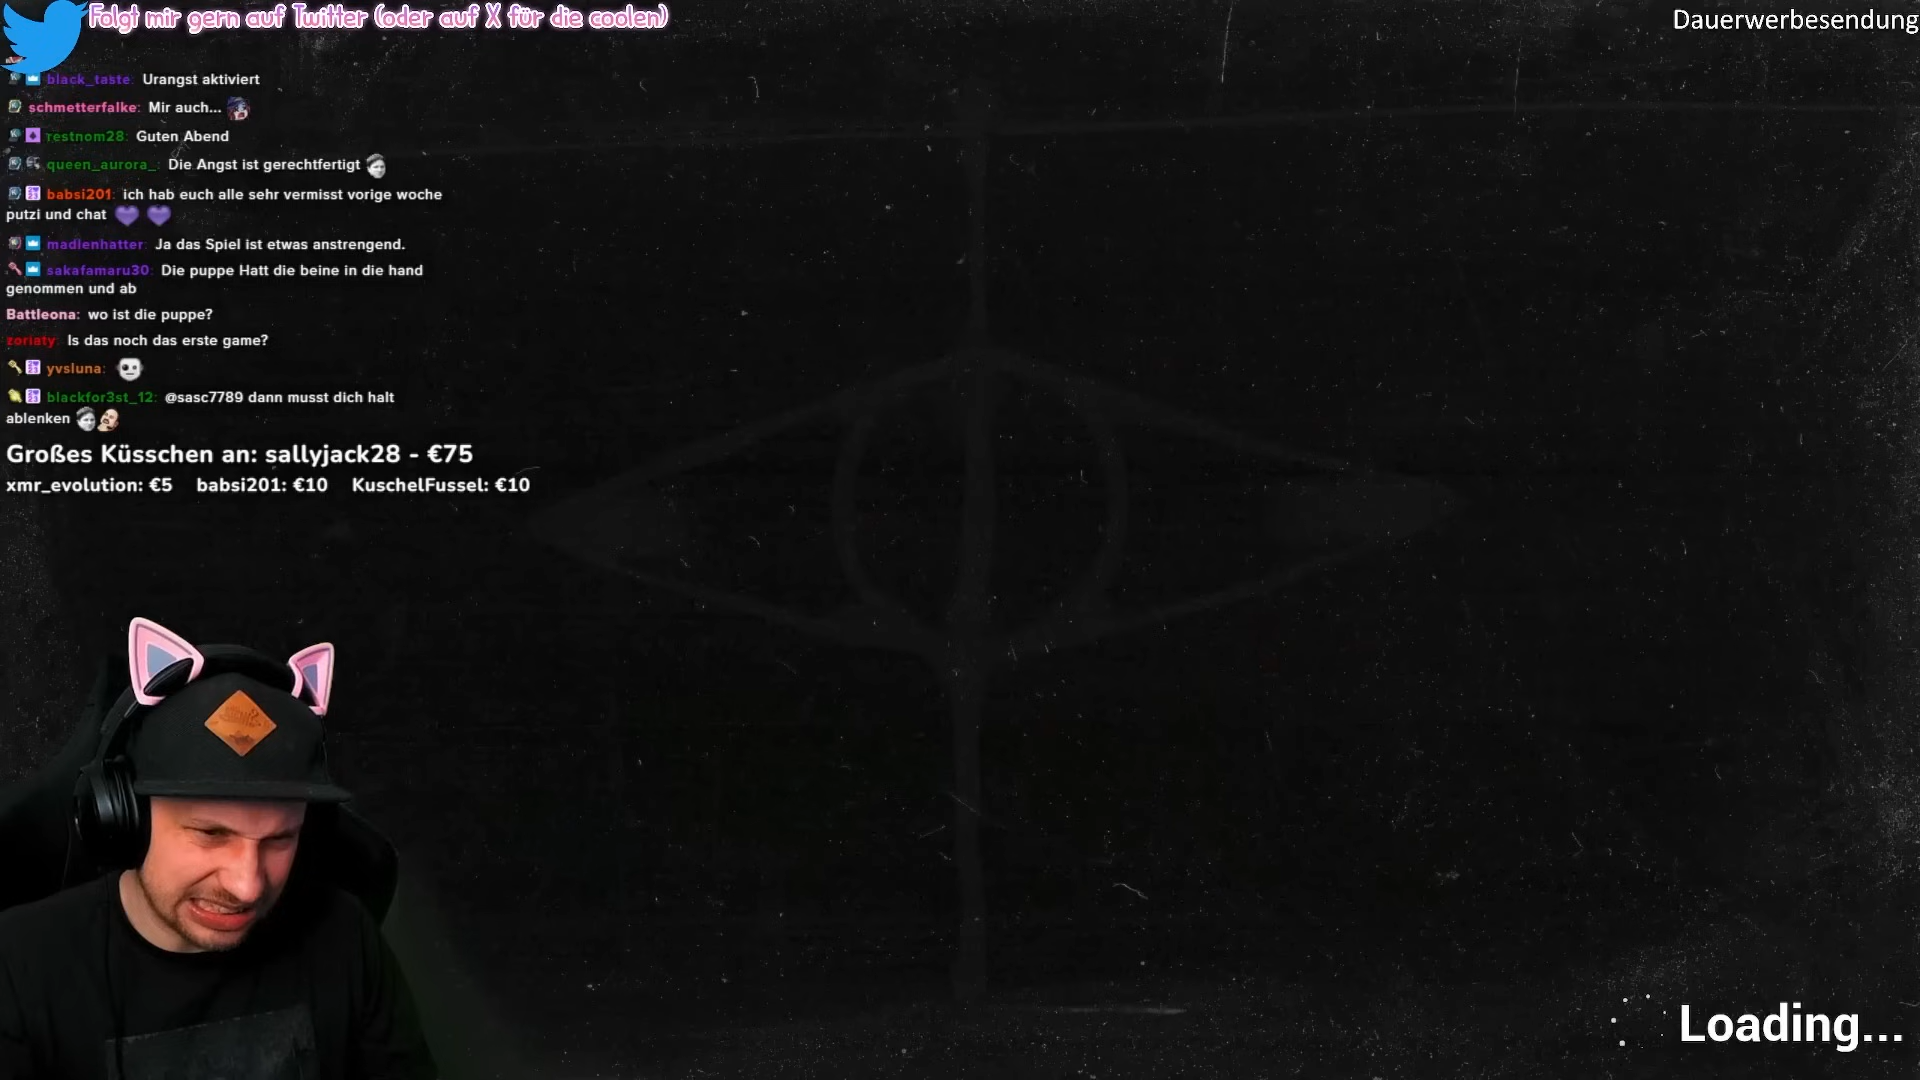 Folgt mir gern auf Twitter (oder auf X für die coolen)
Dauerwerbesendung
black_taste: Urangst aktiviert
schmetterfalke: Mir auch...
restnom28: Guten Abend
queen_aurora_: Die Angst ist gerechtfertigt
babsi201: ich hab euch alle sehr vermisst vorige woche
putzi und chat
madlenhatter: Ja das Spiel ist etwas anstrengend.
sakafamaru30: Die puppe Hatt die beine in die hand
genommen und ab
Battleona: wo ist die puppe?
zoriaty: Is das noch das erste game?
yvsluna:
blackfor3st_12: @sasc7789 dann musst dich halt
ablenken
Großes Küsschen an: sallyjack28 - €75
xmr_evolution: €5 babsi201: €10 KuschelFussel: €10
Loading...